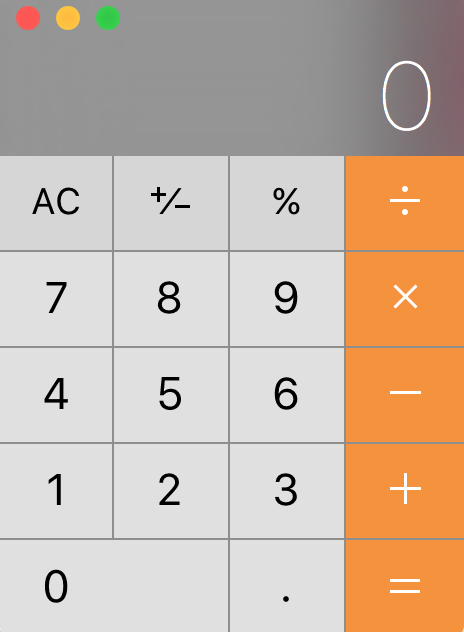 0
AC +/− % ÷
7 8 9 ×
4 5 6 −
1 2 3 +
0 . =